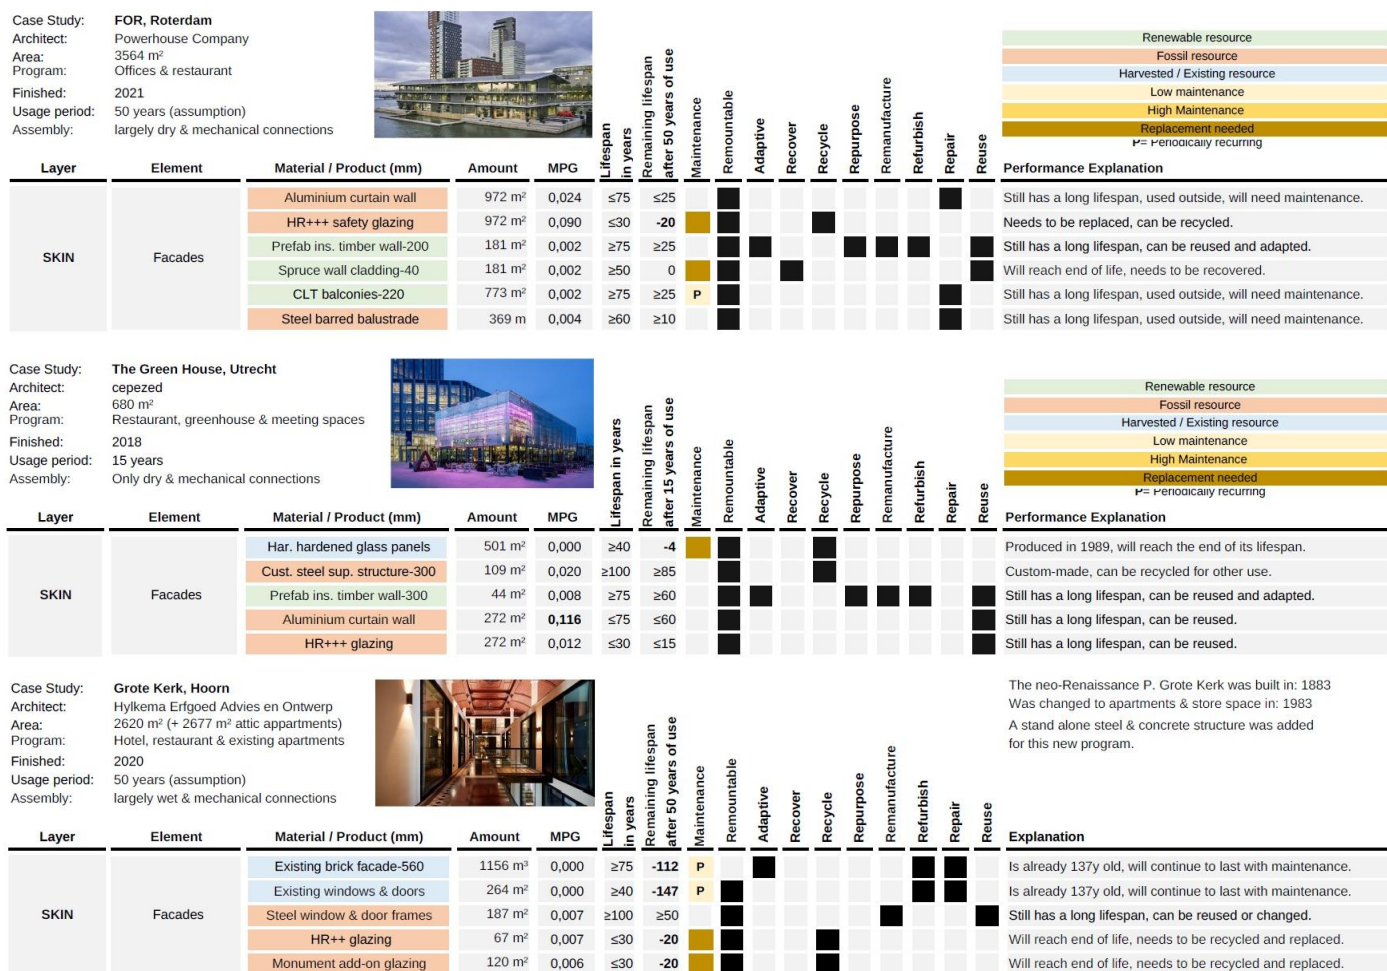 Case Study: FOR, Roterdam
Architect: Powerhouse Company
Area: 3564 m²
Program: Offices & restaurant
Finished: 2021
Usage period: 50 years (assumption)
Assembly: largely dry & mechanical connections
Renewable resource
Fossil resource
Harvested / Existing resource
Low maintenance
High Maintenance
Replacement needed
P= Periodically recurring
Layer Element Material / Product (mm) Amount MPG Lifespan in years Remaining lifespan after 50 years of use Maintenance Remountable Adaptive Recover Recycle Repurpose Remanufacture Refurbish Repair Reuse Performance Explanation
Aluminium curtain wall 972 m² 0,024 ≤75 ≤25 Still has a long lifespan, used outside, will need maintenance.
HR+++ safety glazing 972 m² 0,090 ≤30 -20 Needs to be replaced, can be recycled.
Prefab ins. timber wall-200 181 m² 0,002 ≥75 ≥25 Still has a long lifespan, can be reused and adapted.
SKIN Facades
Spruce wall cladding-40 181 m² 0,002 ≥50 0 Will reach end of life, needs to be recovered.
CLT balconies-220 773 m² 0,002 ≥75 ≥25 P Still has a long lifespan, used outside, will need maintenance.
Steel barred balustrade 369 m 0,004 ≥60 ≥10 Still has a long lifespan, used outside, will need maintenance.
Case Study: The Green House, Utrecht
Architect: cepezed
Area: 680 m²
Program: Restaurant, greenhouse & meeting spaces
Finished: 2018
Usage period: 15 years
Assembly: Only dry & mechanical connections
Renewable resource
Fossil resource
Harvested / Existing resource
Low maintenance
High Maintenance
Replacement needed
P= Periodically recurring
Layer Element Material / Product (mm) Amount MPG Lifespan in years Remaining lifespan after 15 years of use Maintenance Remountable Adaptive Recover Recycle Repurpose Remanufacture Refurbish Repair Reuse Performance Explanation
Har. hardened glass panels 501 m² 0,000 ≥40 -4 Produced in 1989, will reach the end of its lifespan.
Cust. steel sup. structure-300 109 m² 0,020 ≥100 ≥85 Custom-made, can be recycled for other use.
SKIN Facades Prefab ins. timber wall-300 44 m² 0,008 ≥75 ≥60 Still has a long lifespan, can be reused and adapted.
Aluminium curtain wall 272 m² 0,116 ≤75 ≤60 Still has a long lifespan, can be reused.
HR+++ glazing 272 m² 0,012 ≤30 ≤15 Still has a long lifespan, can be reused.
Case Study: Grote Kerk, Hoorn
Architect: Hylkema Erfgoed Advies en Ontwerp
Area: 2620 m² (+ 2677 m² attic appartments)
Program: Hotel, restaurant & existing apartments
Finished: 2020
Usage period: 50 years (assumption)
Assembly: largely wet & mechanical connections
The neo-Renaissance P. Grote Kerk was built in: 1883
Was changed to apartments & store space in: 1983
A stand alone steel & concrete structure was added
for this new program.
Layer Element Material / Product (mm) Amount MPG Lifespan in years Remaining lifespan after 50 years of use Maintenance Remountable Adaptive Recover Recycle Repurpose Remanufacture Refurbish Repair Reuse Explanation
Existing brick facade-560 1156 m³ 0,000 ≥75 -112 P Is already 137y old, will continue to last with maintenance.
Existing windows & doors 264 m² 0,000 ≥40 -147 P Is already 137y old, will continue to last with maintenance.
SKIN Facades Steel window & door frames 187 m² 0,007 ≥100 ≥50 Still has a long lifespan, can be reused or changed.
HR++ glazing 67 m² 0,007 ≤30 -20 Will reach end of life, needs to be recycled and replaced.
Monument add-on glazing 120 m² 0,006 ≤30 -20 Will reach end of life, needs to be recycled and replaced.